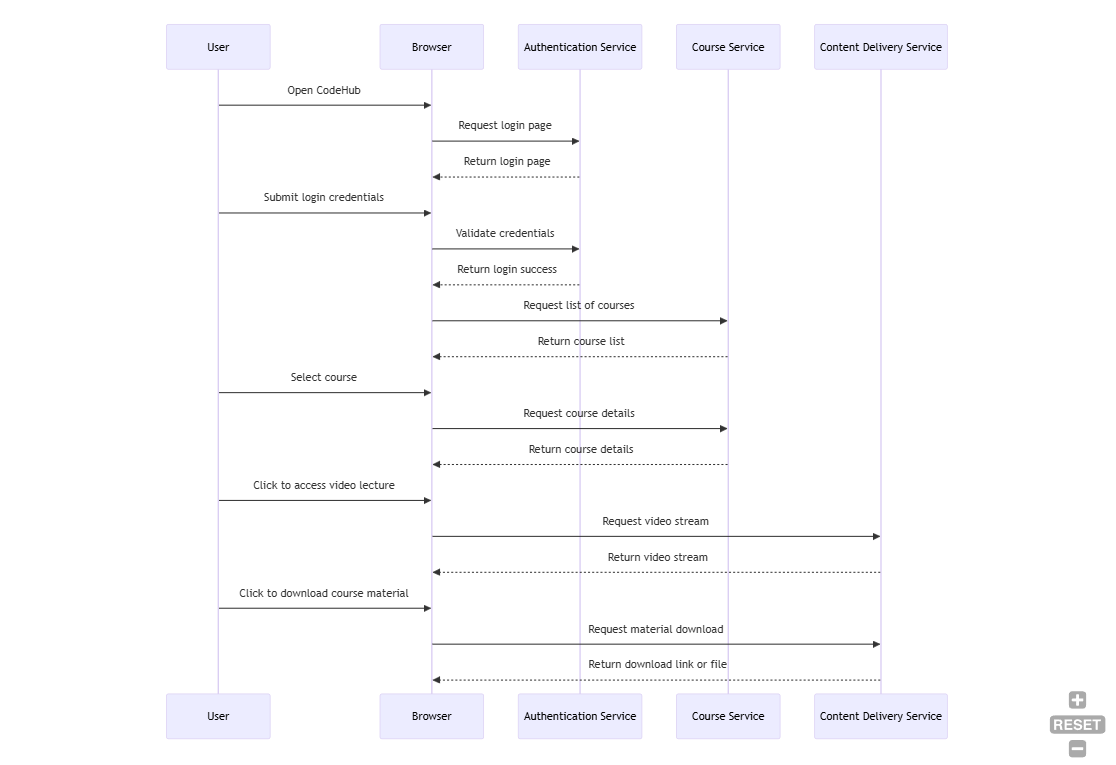 User
Browser
Authentication Service
Course Service
Content Delivery Service
Open CodeHub
Request login page
Return login page
Submit login credentials
Validate credentials
Return login success
Request list of courses
Return course list
Select course
Request course details
Return course details
Click to access video lecture
Request video stream
Return video stream
Click to download course material
Request material download
Return download link or file
User
Browser
Authentication Service
Course Service
Content Delivery Service
RESET